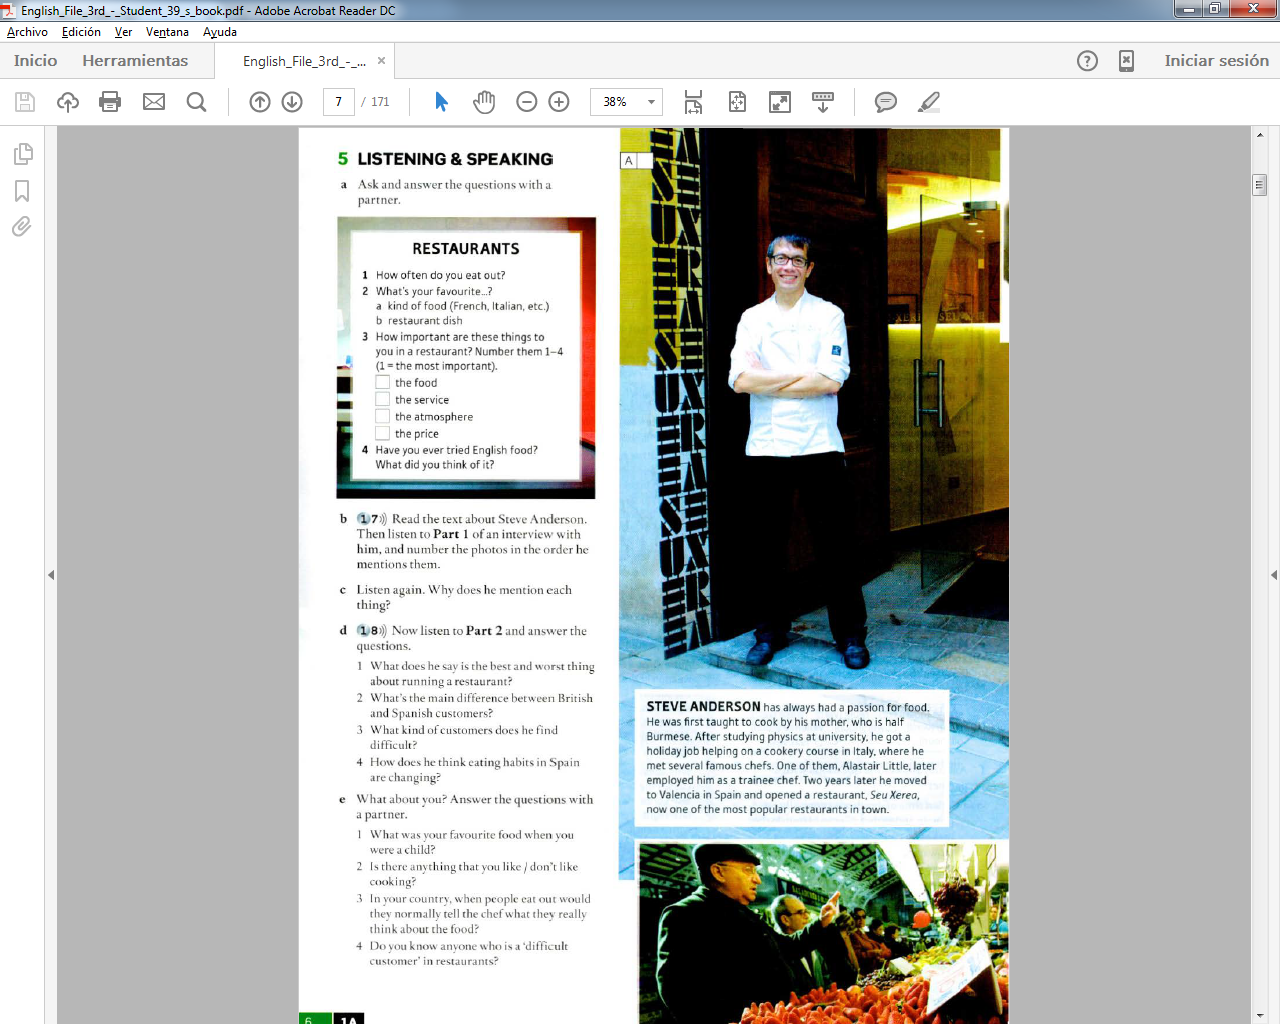 English_File_3rd_-_Student_39_s_book.pdf - Adobe Acrobat Reader DC
Archivo Edición Ver Ventana Ayuda
Inicio Herramientas English_File_3rd_-_... × Iniciar sesión
7 / 171 38%
5 LISTENING & SPEAKING
a Ask and answer the questions with a
partner.
RESTAURANTS
1 How often do you eat out?
2 What's your favourite...?
a kind of food (French, Italian, etc.)
b restaurant dish
3 How important are these things to
you in a restaurant? Number them 1–4
(1 = the most important).
the food
the service
the atmosphere
the price
4 Have you ever tried English food?
What did you think of it?
b 1 7))) Read the text about Steve Anderson.
Then listen to Part 1 of an interview with
him, and number the photos in the order he
mentions them.
c Listen again. Why does he mention each
thing?
d 1 8))) Now listen to Part 2 and answer the
questions.
1 What does he say is the best and worst thing
about running a restaurant?
2 What's the main difference between British
and Spanish customers?
3 What kind of customers does he find
difficult?
4 How does he think eating habits in Spain
are changing?
e What about you? Answer the questions with
a partner.
1 What was your favourite food when you
were a child?
2 Is there anything that you like / don't like
cooking?
3 In your country, when people eat out would
they normally tell the chef what they really
think about the food?
4 Do you know anyone who is a 'difficult
customer' in restaurants?
6 1A
A
STEVE ANDERSON has always had a passion for food.
He was first taught to cook by his mother, who is half
Burmese. After studying physics at university, he got a
holiday job helping on a cookery course in Italy, where he
met several famous chefs. One of them, Alastair Little, later
employed him as a trainee chef. Two years later he moved
to Valencia in Spain and opened a restaurant, Seu Xerea,
now one of the most popular restaurants in town.